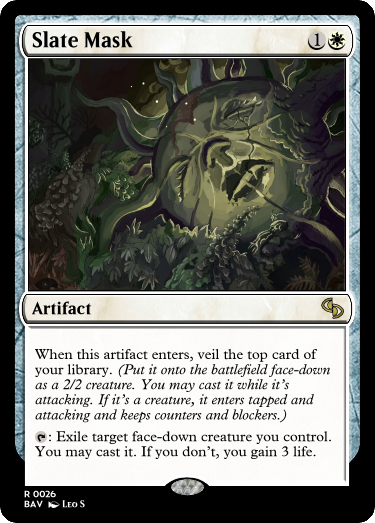 Slate Mask 1
Artifact
When this artifact enters, veil the top card of
your library. (Put it onto the battlefield face-down
as a 2/2 creature. You may cast it while it's
attacking. If it's a creature, it enters tapped and
attacking and keeps counters and blockers.)
: Exile target face-down creature you control.
You may cast it. If you don't, you gain 3 life.
R 0026
BAV Leo S